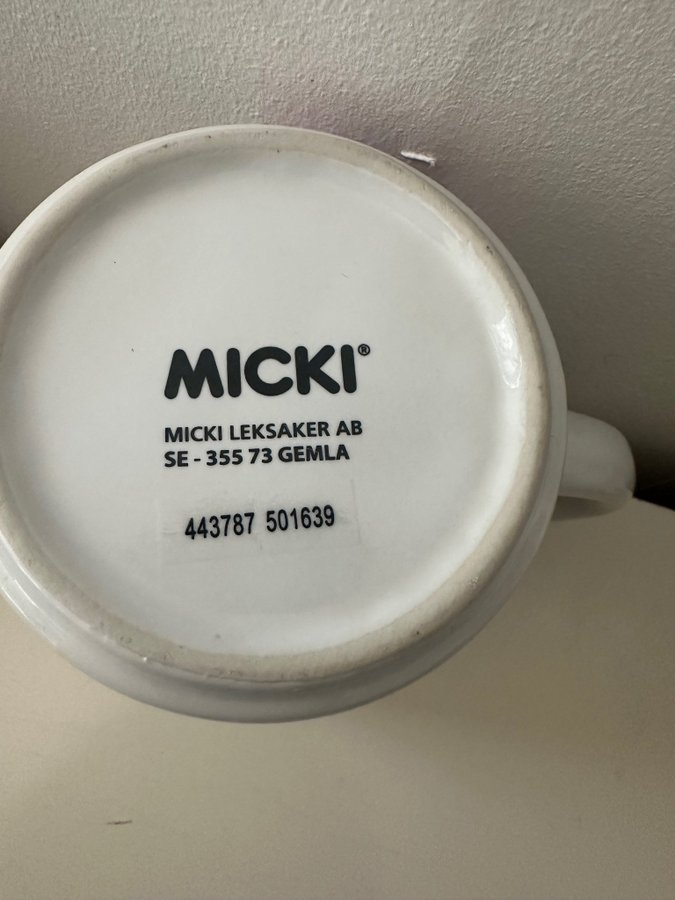 MICKI®
MICKI LEKSAKER AB
SE - 355 73 GEMLA
443787 501639